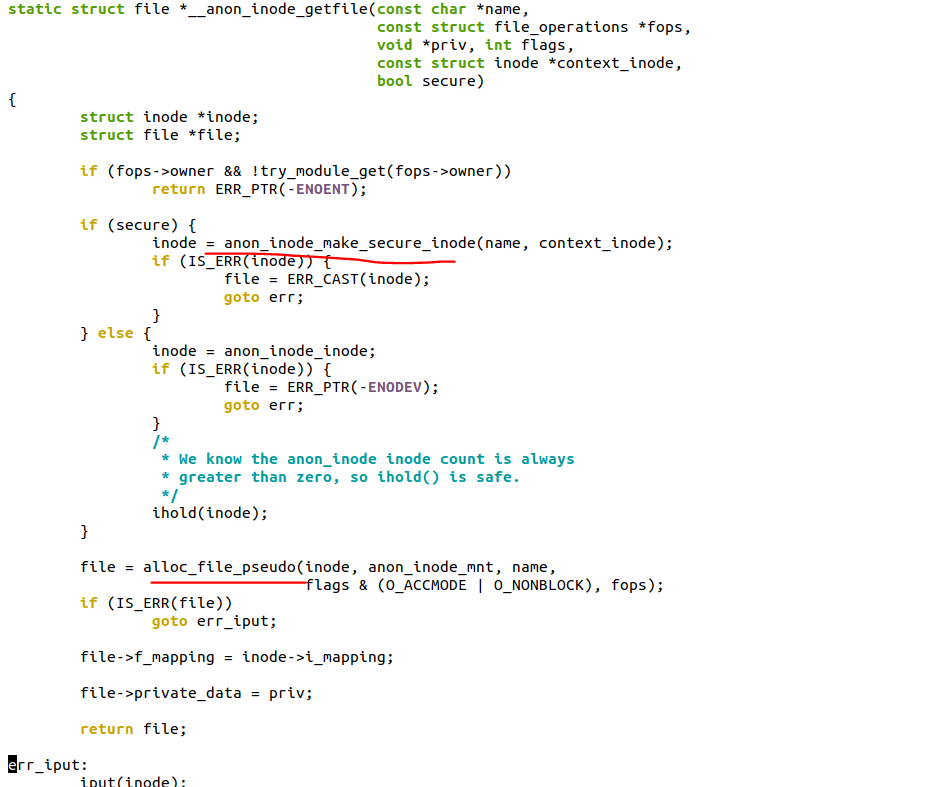 static struct file *__anon_inode_getfile(const char *name,
                                         const struct file_operations *fops,
                                         void *priv, int flags,
                                         const struct inode *context_inode,
                                         bool secure)
{
        struct inode *inode;
        struct file *file;

        if (fops->owner && !try_module_get(fops->owner))
                return ERR_PTR(-ENOENT);

        if (secure) {
                inode = anon_inode_make_secure_inode(name, context_inode);
                if (IS_ERR(inode)) {
                        file = ERR_CAST(inode);
                        goto err;
                }
        } else {
                inode = anon_inode_inode;
                if (IS_ERR(inode)) {
                        file = ERR_PTR(-ENODEV);
                        goto err;
                }
                /*
                 * We know the anon_inode inode count is always
                 * greater than zero, so ihold() is safe.
                 */
                ihold(inode);
        }

        file = alloc_file_pseudo(inode, anon_inode_mnt, name,
                                 flags & (O_ACCMODE | O_NONBLOCK), fops);
        if (IS_ERR(file))
                goto err_iput;

        file->f_mapping = inode->i_mapping;

        file->private_data = priv;

        return file;

err_iput:
        iput(inode);